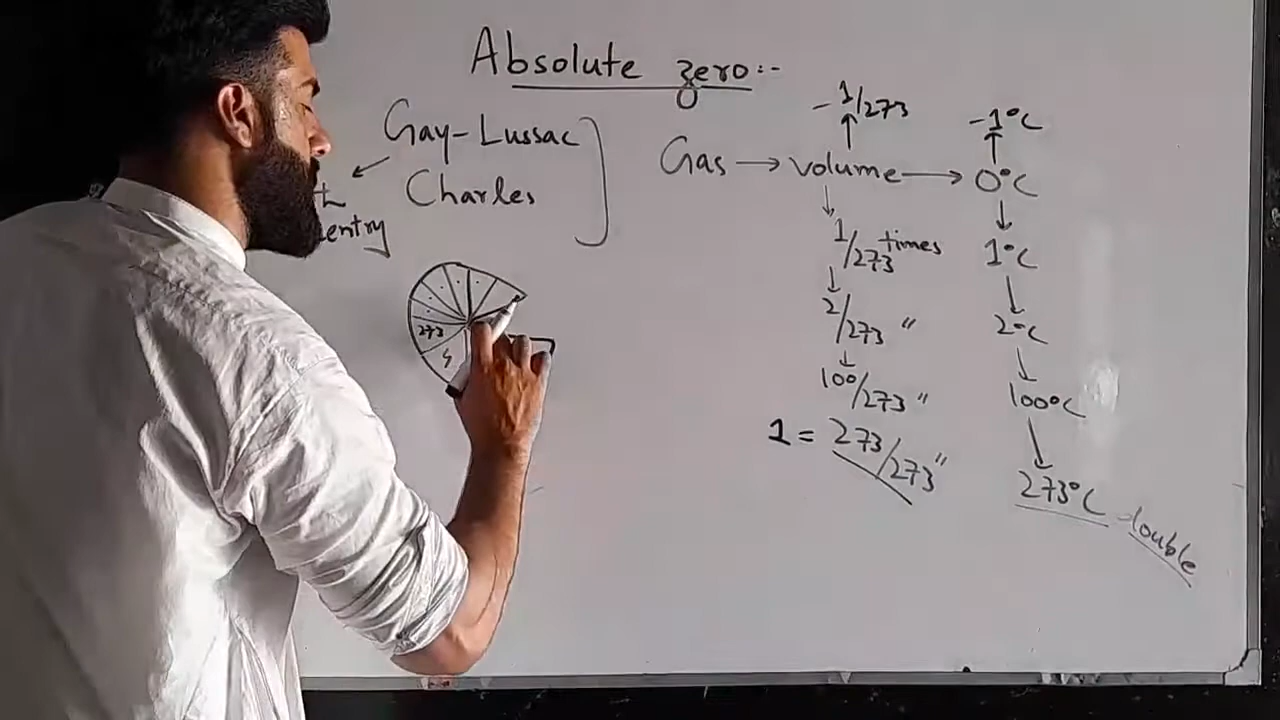 Absolute zero:-
Gay-Lussac
Charles
Gas → volume → 0°C
-1/273
-1°C
1/273 times
1°C
2/273 "
2°C
100/273 "
100°C
1 = 273/273 "
273°C double
273